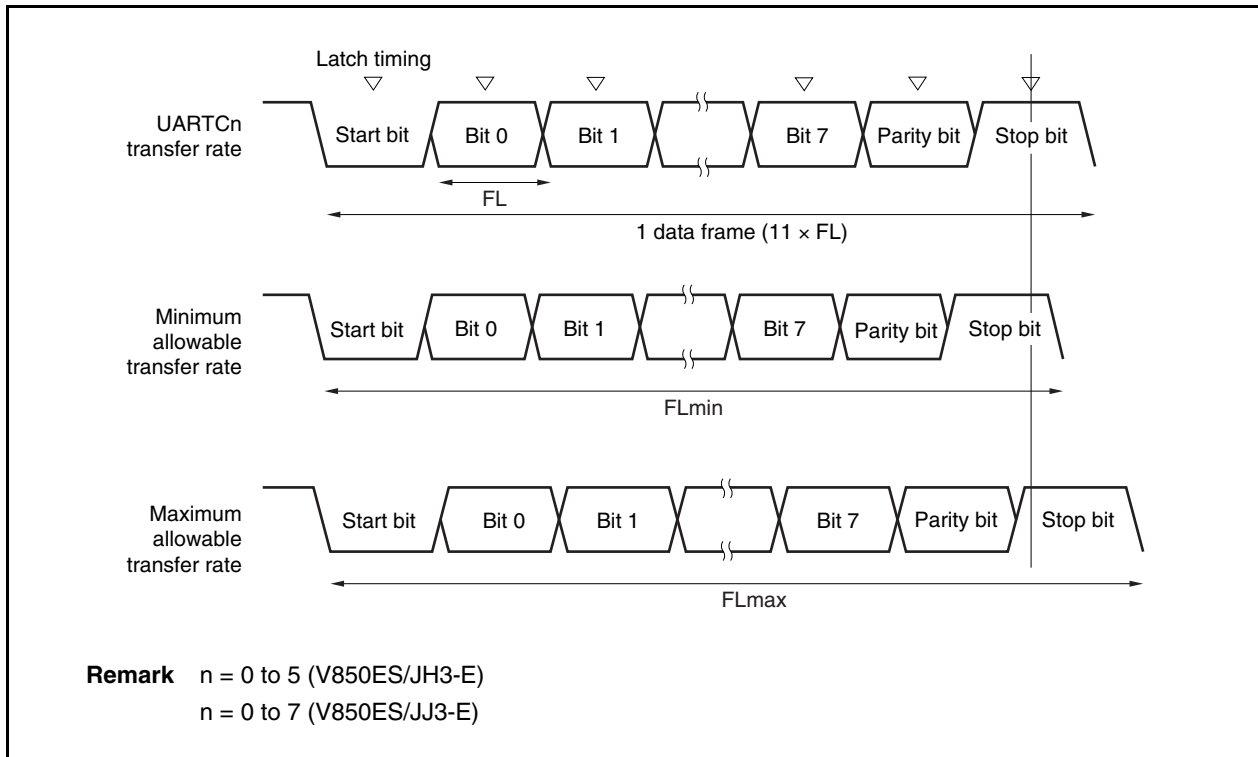 Latch timing
UARTCn
transfer rate
Start bit
Bit 0
Bit 1
Bit 7
Parity bit
Stop bit
FL
1 data frame (11 × FL)
Minimum
allowable
transfer rate
Start bit
Bit 0
Bit 1
Bit 7
Parity bit
Stop bit
FLmin
Maximum
allowable
transfer rate
Start bit
Bit 0
Bit 1
Bit 7
Parity bit
Stop bit
FLmax
Remark n = 0 to 5 (V850ES/JH3-E)
n = 0 to 7 (V850ES/JJ3-E)